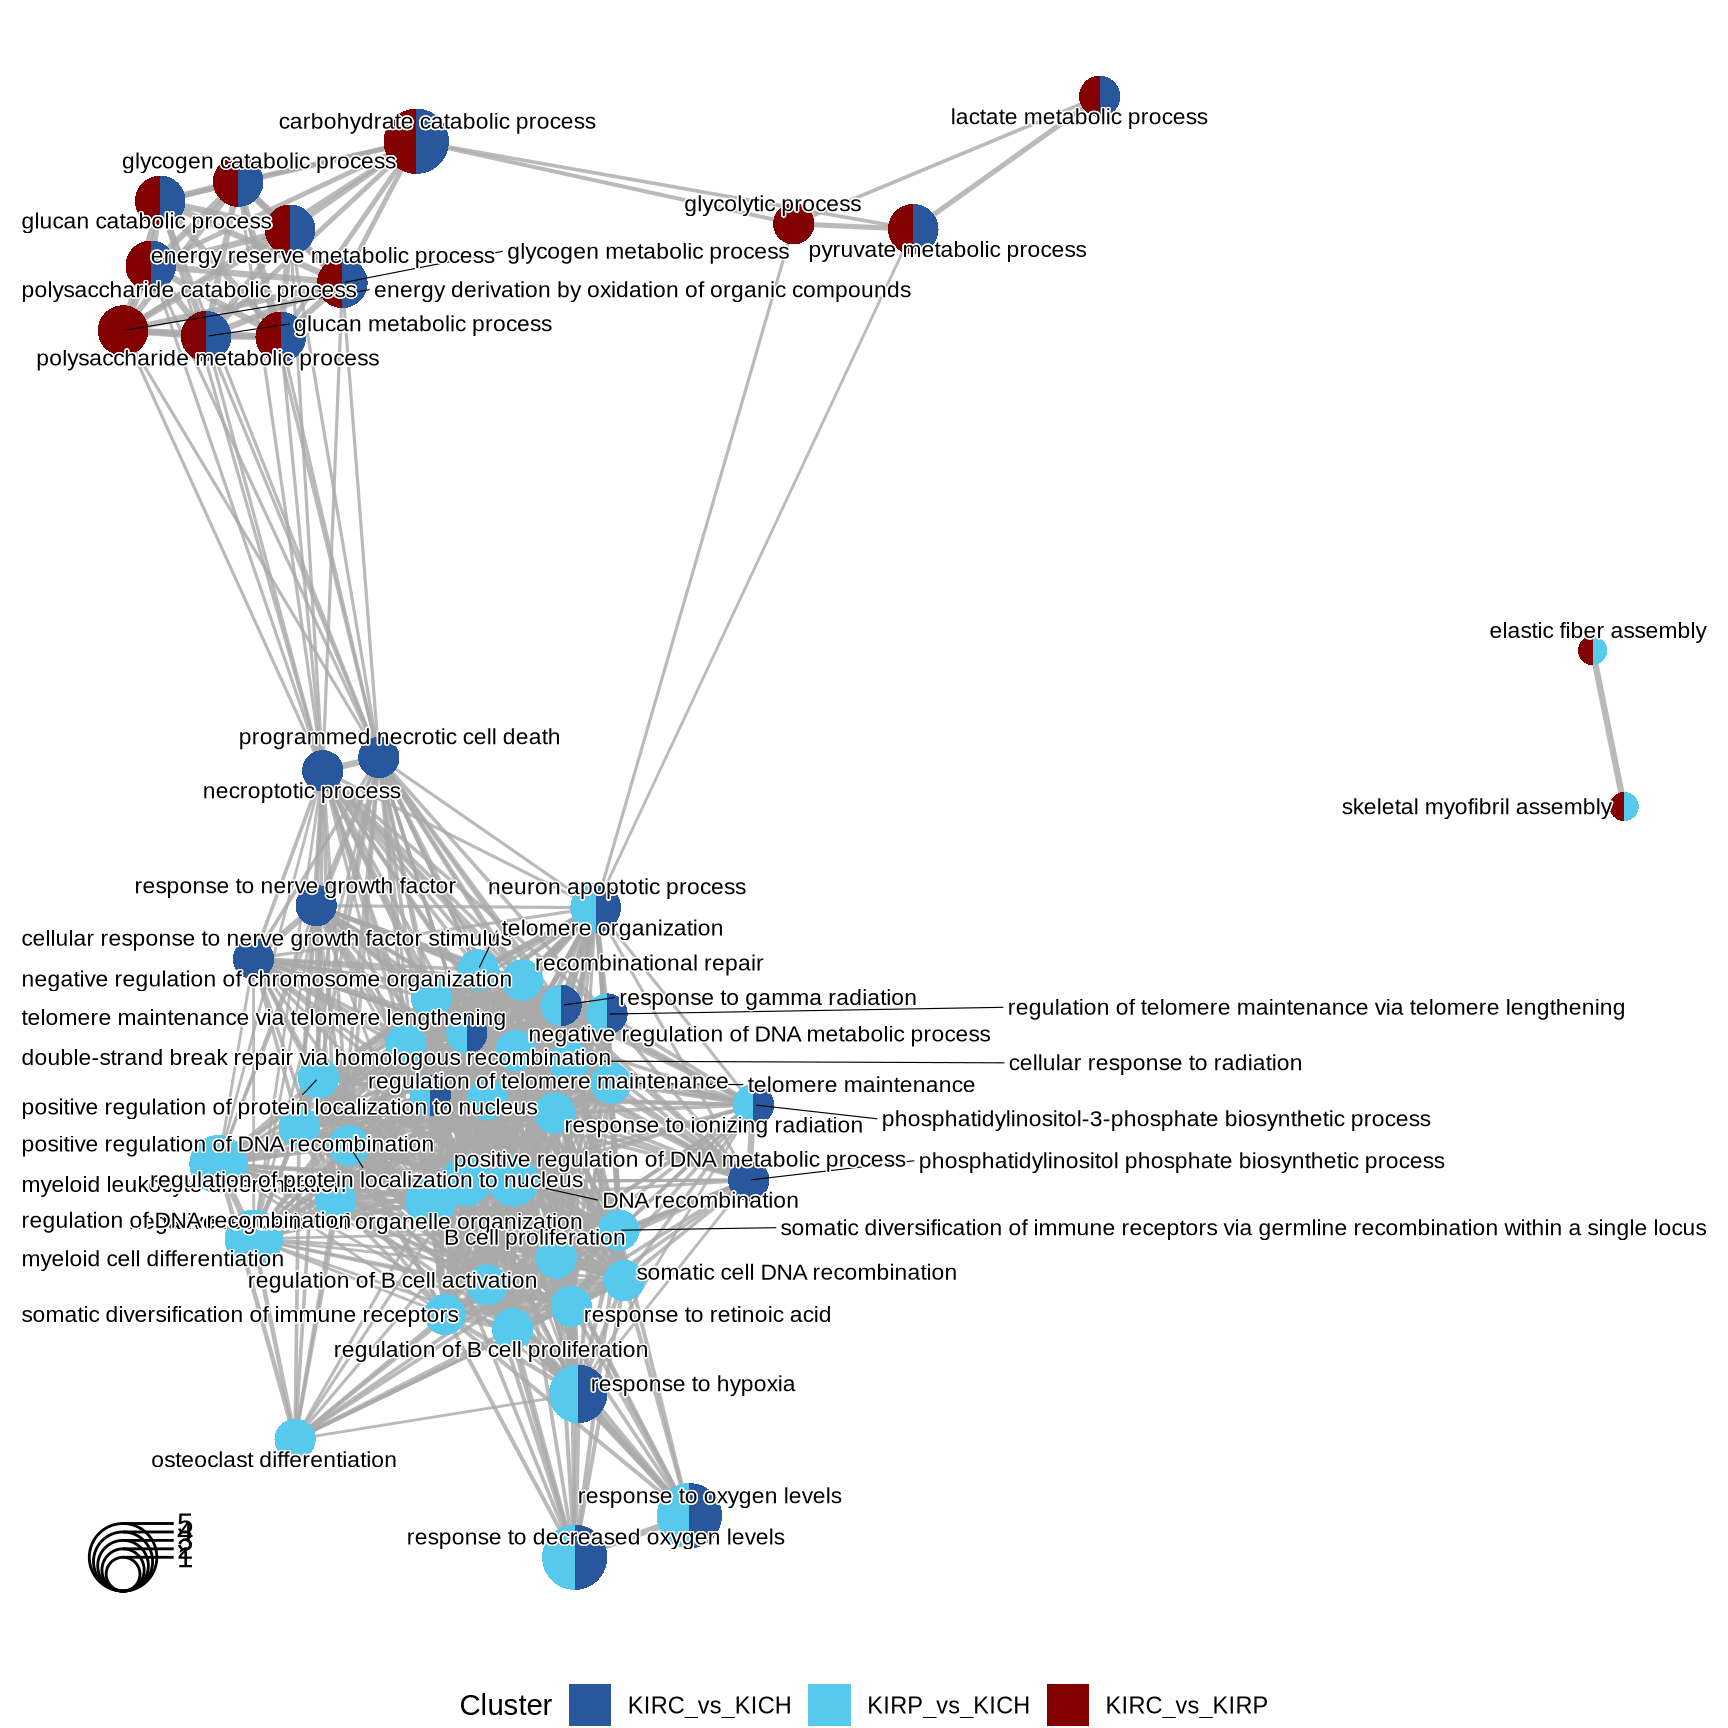 lactate metabolic process
carbohydrate catabolic process
glycogen catabolic process
glycolytic process
glucan catabolic process
pyruvate metabolic process
energy reserve metabolic process
glycogen metabolic process
polysaccharide catabolic process
energy derivation by oxidation of organic compounds
glucan metabolic process
polysaccharide metabolic process
elastic fiber assembly
programmed necrotic cell death
necroptotic process
skeletal myofibril assembly
response to nerve growth factor
neuron apoptotic process
telomere organization
cellular response to nerve growth factor stimulus
recombinational repair
negative regulation of chromosome organization
response to gamma radiation
regulation of telomere maintenance via telomere lengthening
telomere maintenance via telomere lengthening
negative regulation of DNA metabolic process
double-strand break repair via homologous recombination
cellular response to radiation
regulation of telomere maintenance
telomere maintenance
positive regulation of protein localization to nucleus
phosphatidylinositol-3-phosphate biosynthetic process
response to ionizing radiation
positive regulation of DNA recombination
positive regulation of DNA metabolic process
phosphatidylinositol phosphate biosynthetic process
regulation of protein localization to nucleus
myeloid leukocyte differentiation
DNA recombination
regulation of DNA recombination
organelle organization
somatic diversification of immune receptors via germline recombination within a single locus
B cell proliferation
myeloid cell differentiation
regulation of B cell activation
somatic cell DNA recombination
somatic diversification of immune receptors
response to retinoic acid
regulation of B cell proliferation
response to hypoxia
osteoclast differentiation
response to oxygen levels
response to decreased oxygen levels
5
4
3
2
1
Cluster
KIRC_vs_KICH
KIRP_vs_KICH
KIRC_vs_KIRP